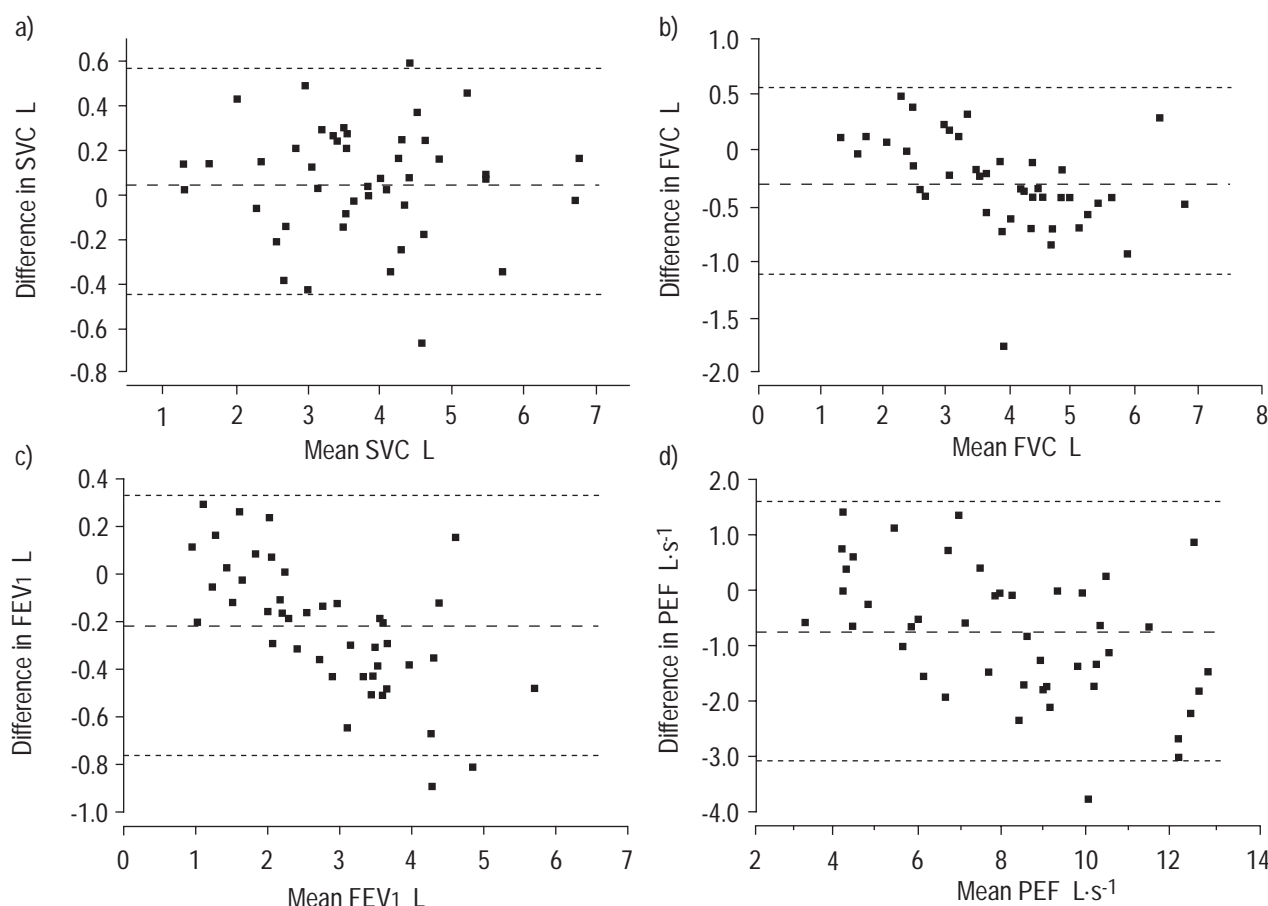 a)
Difference in SVC L
0.6
0.4
0.2
0
-0.2
-0.4
-0.6
-0.8
1 2 3 4 5 6 7
Mean SVC L
b)
Difference in FVC L
1.0
0.5
0
-0.5
-1.0
-1.5
-2.0
0 1 2 3 4 5 6 7 8
Mean FVC L
c)
Difference in FEV1 L
0.4
0.2
0
-0.2
-0.4
-0.6
-0.8
-1.0
0 1 2 3 4 5 6 7
Mean FEV1 L
d)
Difference in PEF L·s-1
2.0
1.0
0
-1.0
-2.0
-3.0
-4.0
2 4 6 8 10 12 14
Mean PEF L·s-1